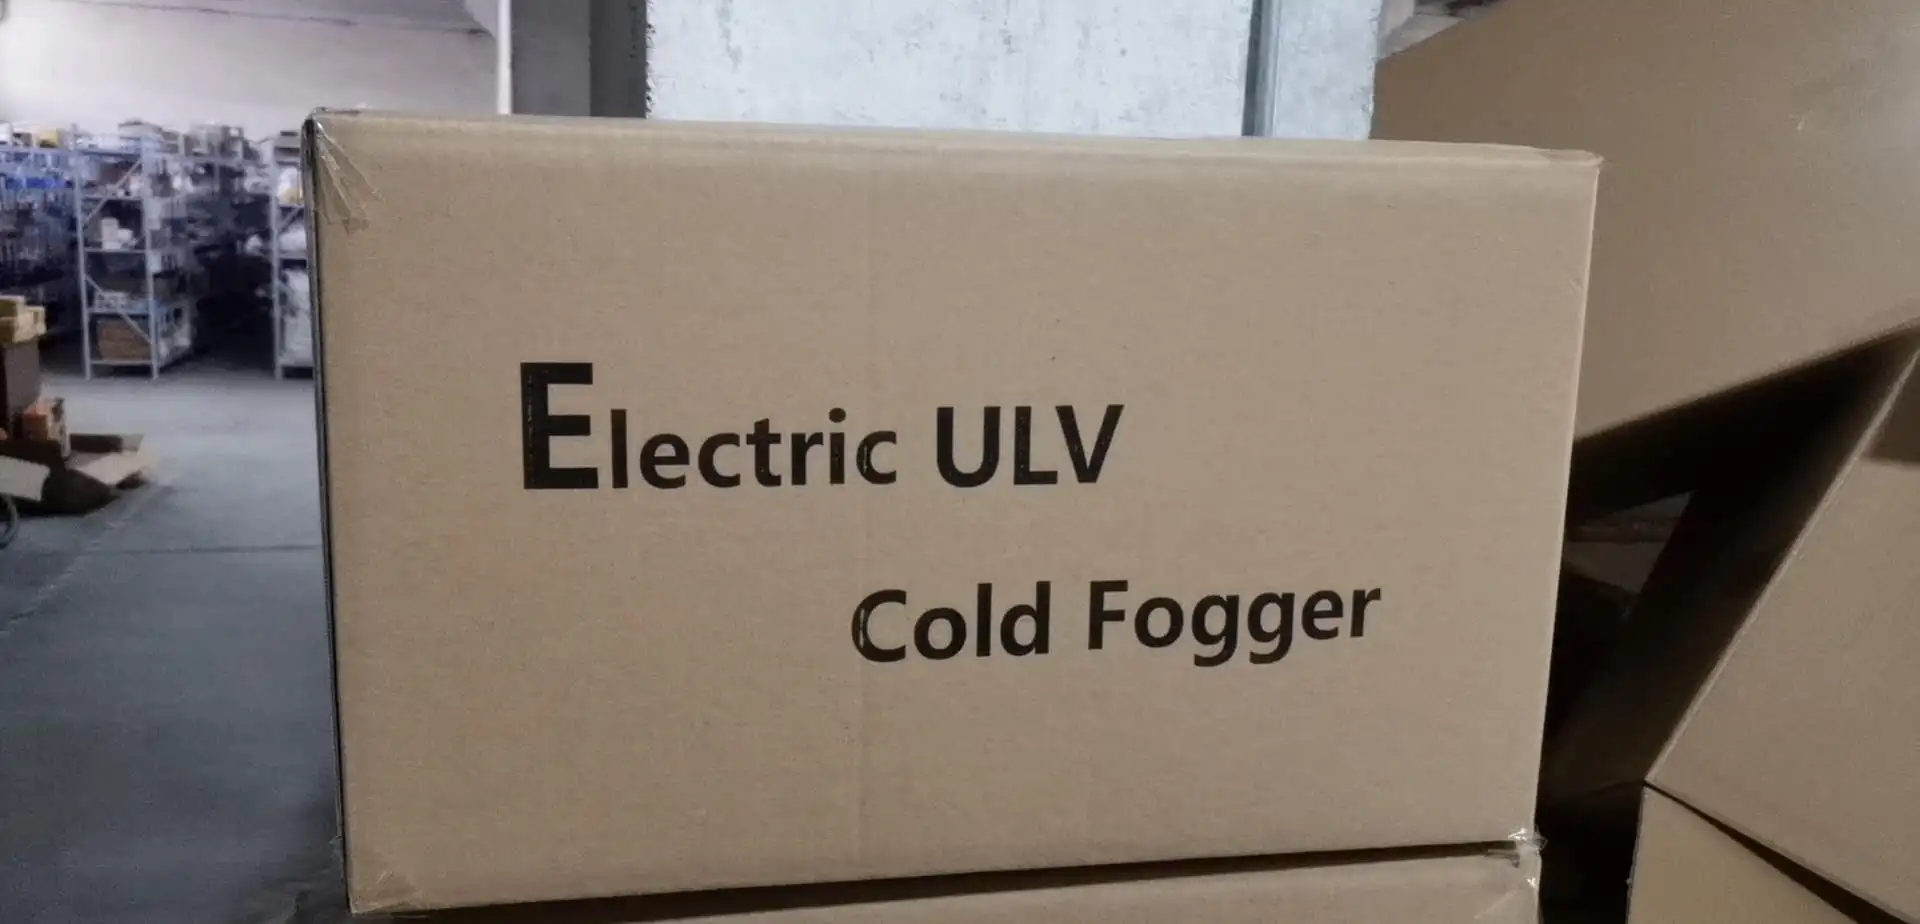 Electric ULV
Cold Fogger